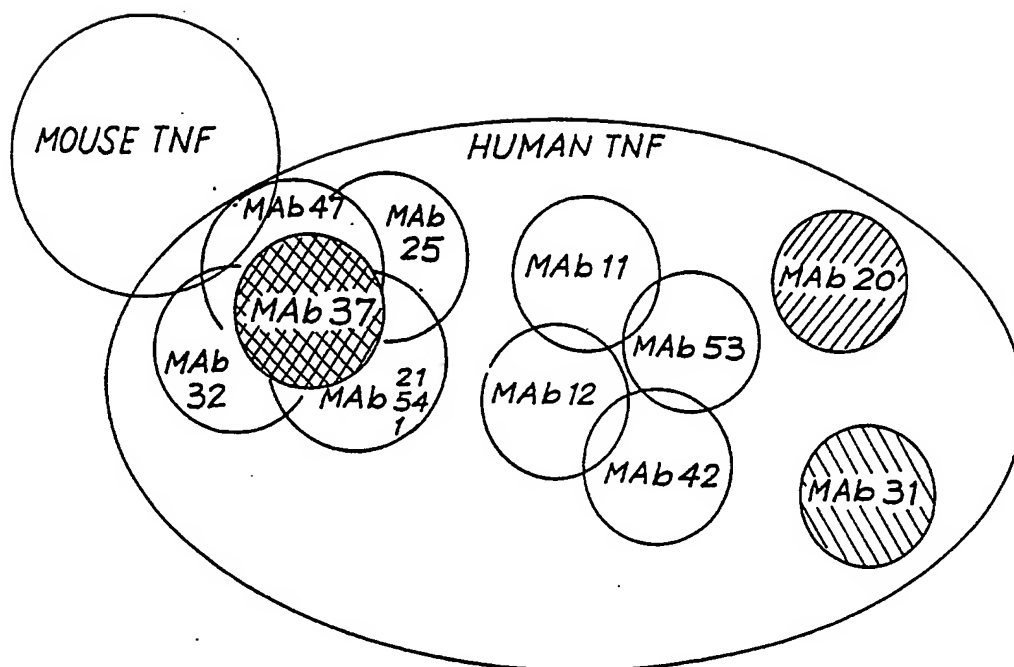 MOUSE TNF
HUMAN TNF
MAb 47
MAb
25
MAb 37
MAb
32
MAb 21
54
1
MAb 11
MAb 53
MAb 12
MAb 42
MAb 20
MAb 31